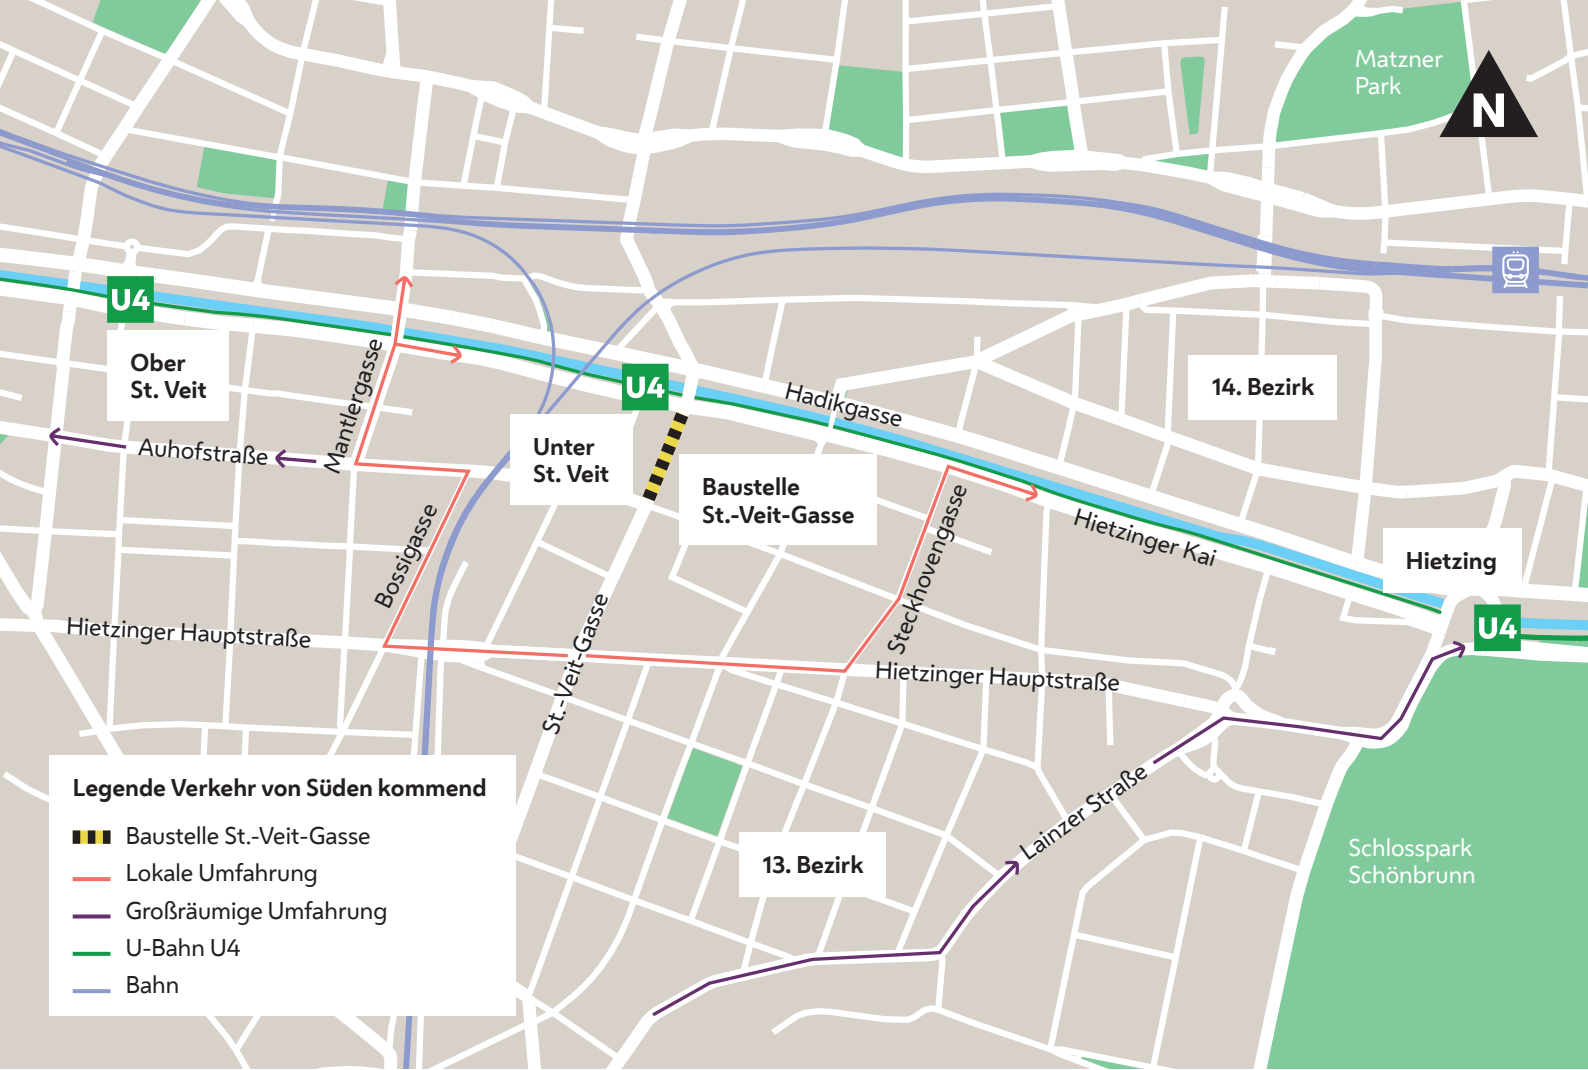 Matzner
Park
N
U4
Ober
St. Veit
Mantlergasse
U4
Hadikgasse
14. Bezirk
Auhofstraße
Unter
St. Veit
Baustelle
St.-Veit-Gasse
Bossigasse
Steckhovengasse
Hietzinger Kai
Hietzing
U4
Hietzinger Hauptstraße
St.-Veit-Gasse
Hietzinger Hauptstraße
Lainzer Straße
13. Bezirk
Schlosspark
Schönbrunn
Legende Verkehr von Süden kommend
Baustelle St.-Veit-Gasse
Lokale Umfahrung
Großräumige Umfahrung
U-Bahn U4
Bahn